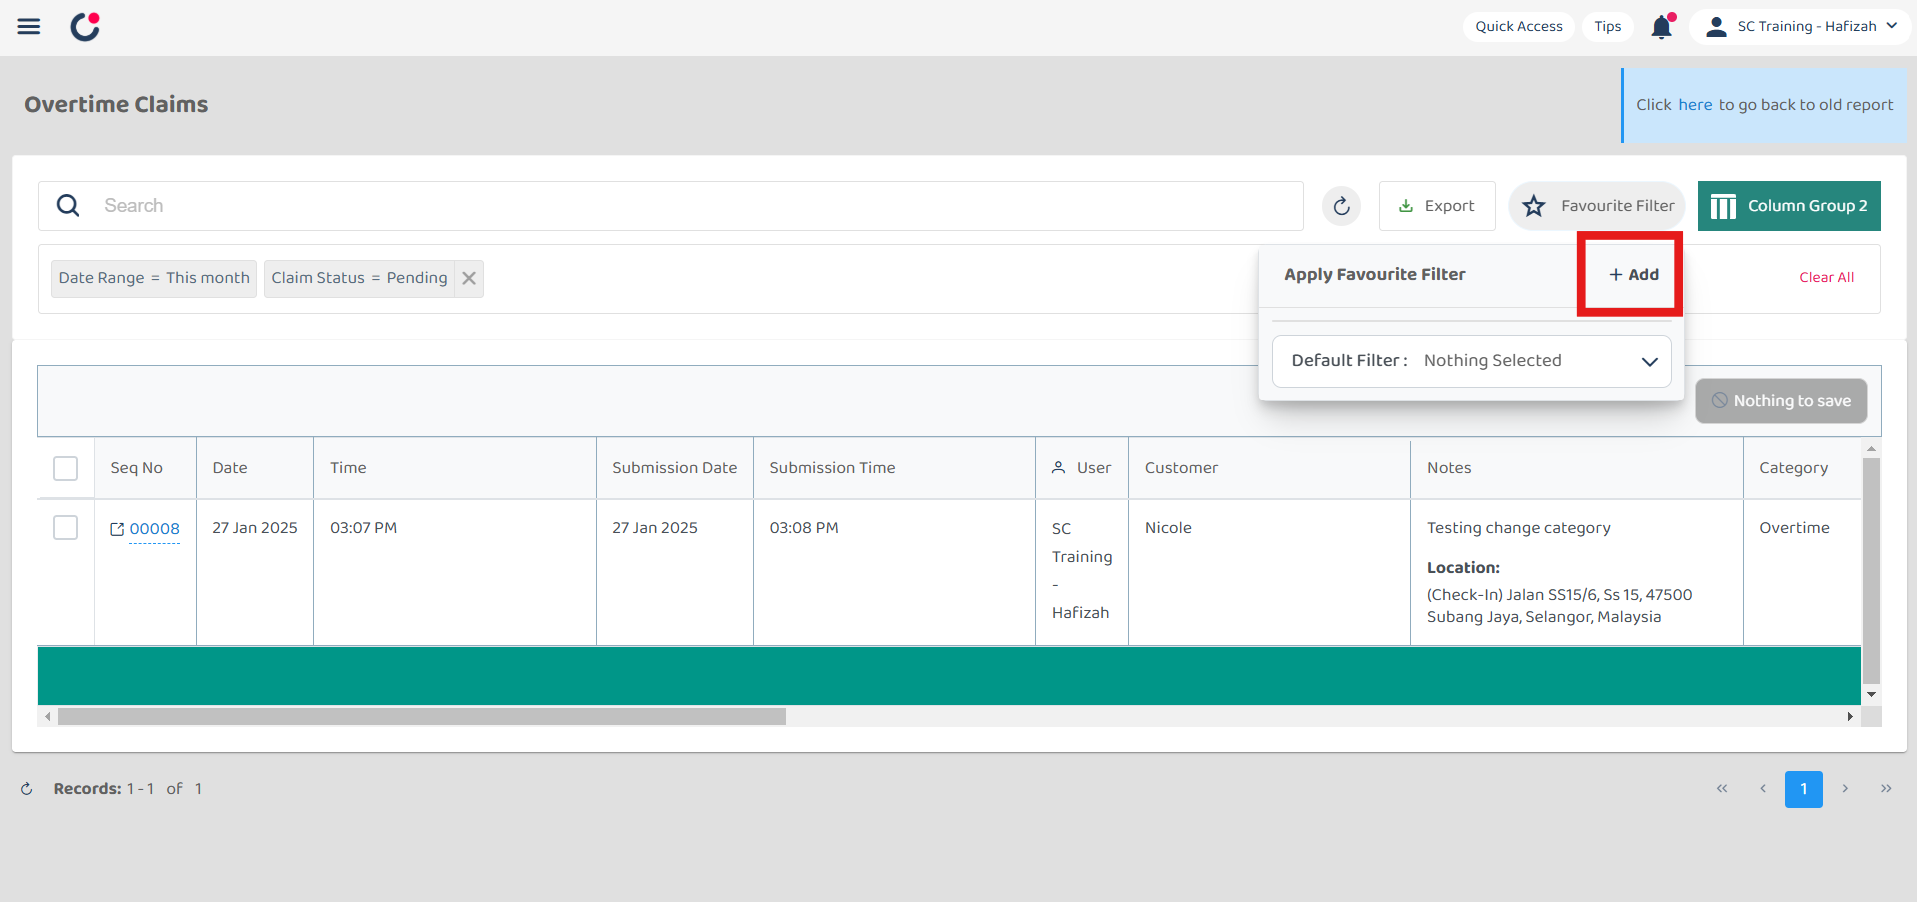 Quick Access
Tips
SC Training - Hafizah
Overtime Claims
Click here to go back to old report
Search
Export
Favourite Filter
Column Group 2
Date Range = This month
Claim Status = Pending
Apply Favourite Filter
+ Add
Clear All
Default Filter : Nothing Selected
Nothing to save
Seq No
Date
Time
Submission Date
Submission Time
User
Customer
Notes
Category
00008
27 Jan 2025
03:07 PM
27 Jan 2025
03:08 PM
SC
Training
-
Hafizah
Nicole
Testing change category
Location:
(Check-In) Jalan SS15/6, Ss 15, 47500
Subang Jaya, Selangor, Malaysia
Overtime
Records: 1 - 1 of 1
« ‹ 1 › »